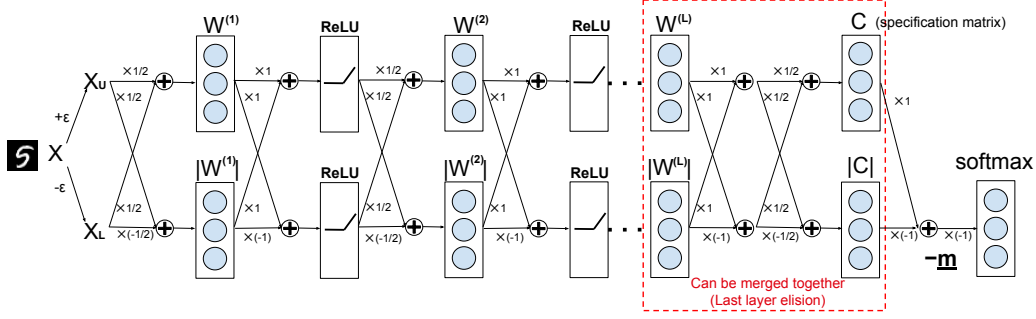 W(1) ReLU W(2) ReLU W(L) C (specification matrix)
×1/2 ×1 ×1/2 ×1 ×1 ×1/2
XU ×1/2 ×1 ×1/2 ×1 ... ×1 ×1/2 ×1
+ε
5 X
-ε
|W(1)| ReLU |W(2)| ReLU |W(L)| |C| softmax
×1/2 ×1 ×1/2 ×1 ×1 ×1/2
XL ×(-1/2) ×(-1) ×(-1/2) ×(-1) ... ×(-1) ×(-1/2) ×(-1) ×(-1)
−m
Can be merged together
(Last layer elision)